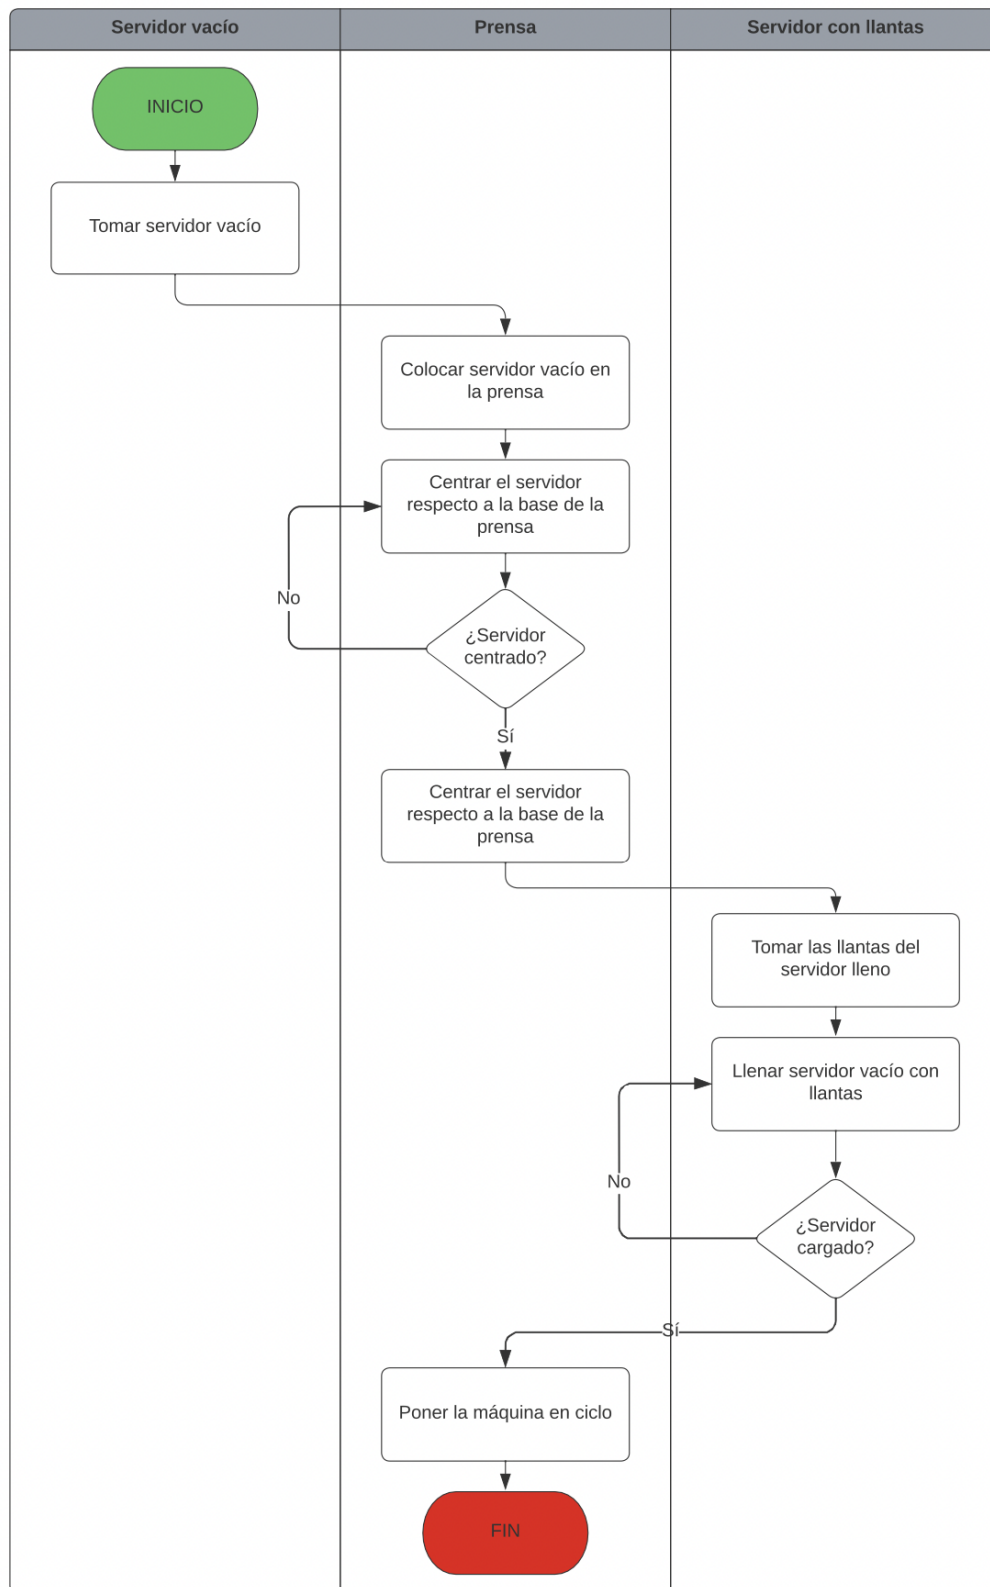 Servidor vacío
Prensa
Servidor con llantas
INICIO
Tomar servidor vacío
Colocar servidor vacío en
la prensa
Centrar el servidor
respecto a la base de la
prensa
No
¿Servidor
centrado?
Sí
Centrar el servidor
respecto a la base de la
prensa
Tomar las llantas del
servidor lleno
Llenar servidor vacío con
llantas
No
¿Servidor
cargado?
Sí
Poner la máquina en ciclo
FIN